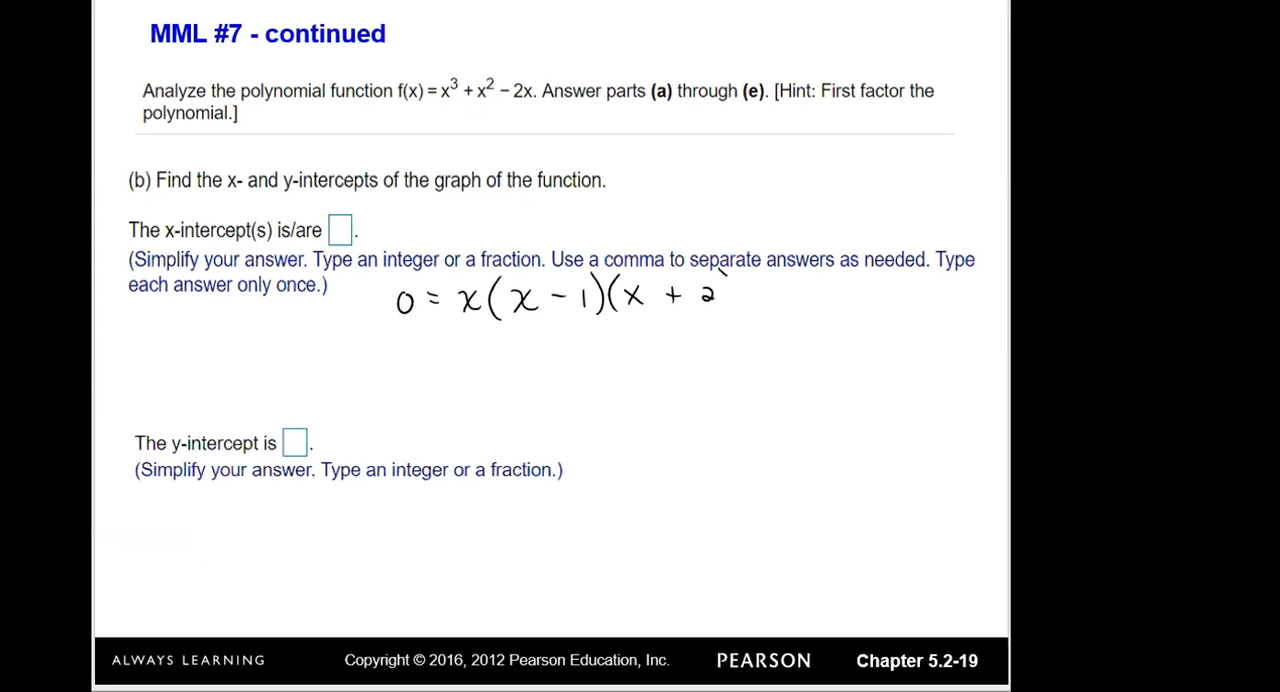 MML #7 - continued
Analyze the polynomial function f(x) = x³ + x² − 2x. Answer parts (a) through (e). [Hint: First factor the
polynomial.]
(b) Find the x- and y-intercepts of the graph of the function.
The x-intercept(s) is/are .
(Simplify your answer. Type an integer or a fraction. Use a comma to separate answers as needed. Type
each answer only once.)
0 = x(x − 1)(x + 2
The y-intercept is .
(Simplify your answer. Type an integer or a fraction.)
ALWAYS LEARNING Copyright © 2016, 2012 Pearson Education, Inc. PEARSON Chapter 5.2-19